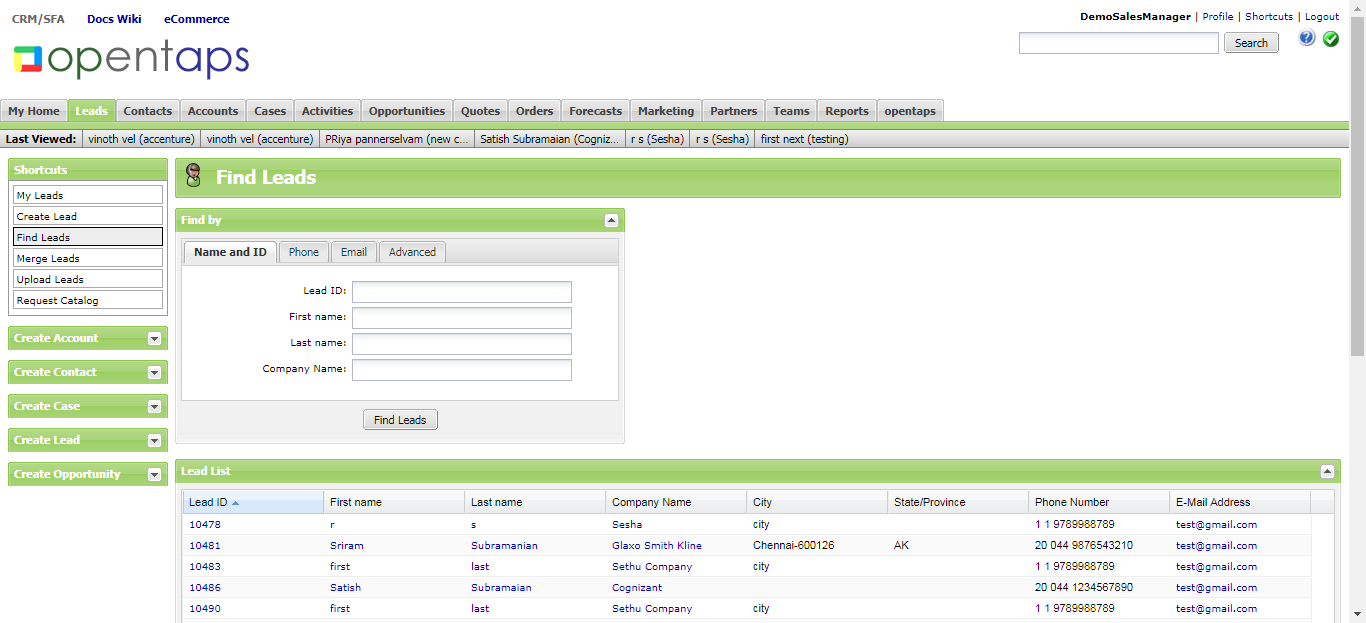 CRM/SFA Docs Wiki eCommerce
DemoSalesManager | Profile | Shortcuts | Logout
opentaps
Search
My Home Leads Contacts Accounts Cases Activities Opportunities Quotes Orders Forecasts Marketing Partners Teams Reports opentaps
Last Viewed: vinoth vel (accenture) vinoth vel (accenture) PRiya pannerselvam (new c... Satish Subramaian (Cogniz... r s (Sesha) r s (Sesha) first next (testing)
Shortcuts
My Leads
Create Lead
Find Leads
Merge Leads
Upload Leads
Request Catalog
Create Account
Create Contact
Create Case
Create Lead
Create Opportunity
Find Leads
Find by
Name and ID Phone Email Advanced
Lead ID:
First name:
Last name:
Company Name:
Find Leads
Lead List
Lead ID First name Last name Company Name City State/Province Phone Number E-Mail Address
10478 r s Sesha city 1 1 9789988789 test@gmail.com
10481 Sriram Subramanian Glaxo Smith Kline Chennai-600126 AK 20 044 9876543210 test@gmail.com
10483 first last Sethu Company city 1 1 9789988789 test@gmail.com
10486 Satish Subramaian Cognizant 20 044 1234567890 test@gmail.com
10490 first last Sethu Company city 1 1 9789988789 test@gmail.com